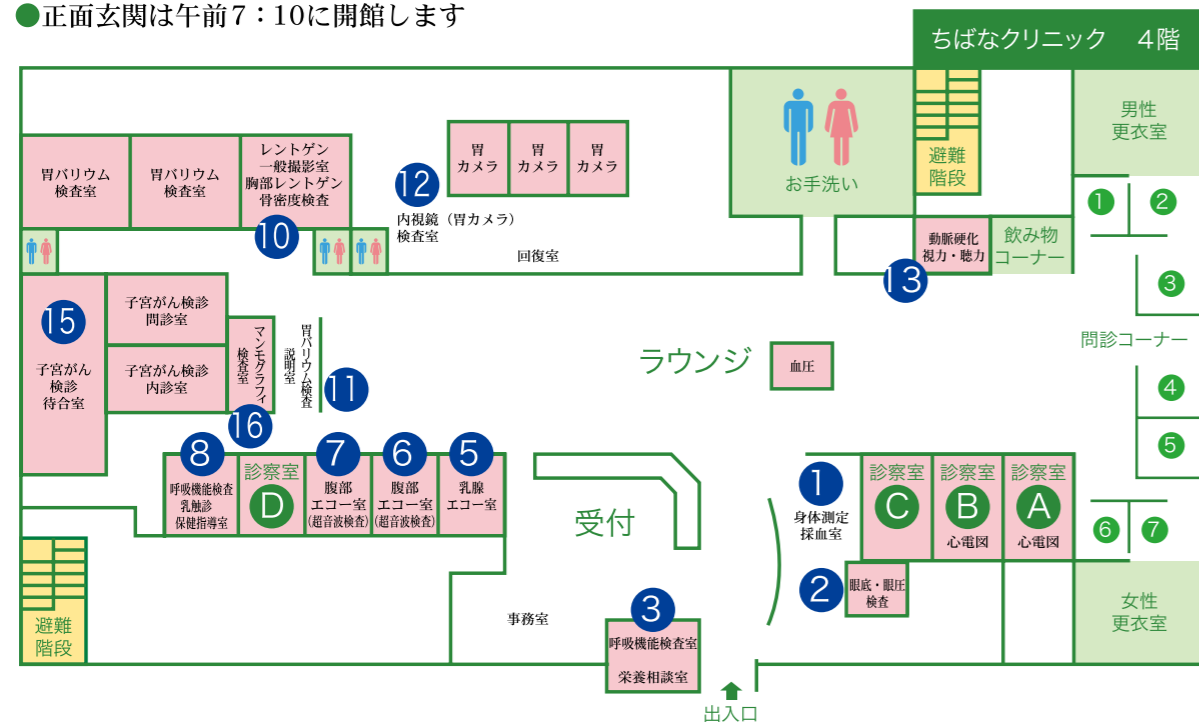 ●正面玄関は午前7：10に開館します
ちばなクリニック　4階
胃バリウム
検査室
胃バリウム
検査室
レントゲン
一般撮影室
胸部レントゲン
骨密度検査
10
12
内視鏡（胃カメラ）
検査室
胃
カメラ
胃
カメラ
胃
カメラ
回復室
お手洗い
避難
階段
男性
更衣室
1
2
動脈硬化
視力・聴力
13
飲み物
コーナー
3
問診コーナー
4
5
15
子宮がん
検診
待合室
子宮がん検診
問診室
子宮がん検診
内診室
マンモグラフィ
検査室
16
胃バリウム検査
説明室
11
ラウンジ
血圧
8
呼吸機能検査
乳触診
保健指導室
診察室
D
7
腹部
エコー室
(超音波検査)
6
腹部
エコー室
(超音波検査)
5
乳腺
エコー室
受付
1
身体測定
採血室
診察室
C
診察室
B
心電図
診察室
A
心電図
6
7
2
眼底・眼圧
検査
女性
更衣室
避難
階段
事務室
3
呼吸機能検査室
栄養相談室
出入口